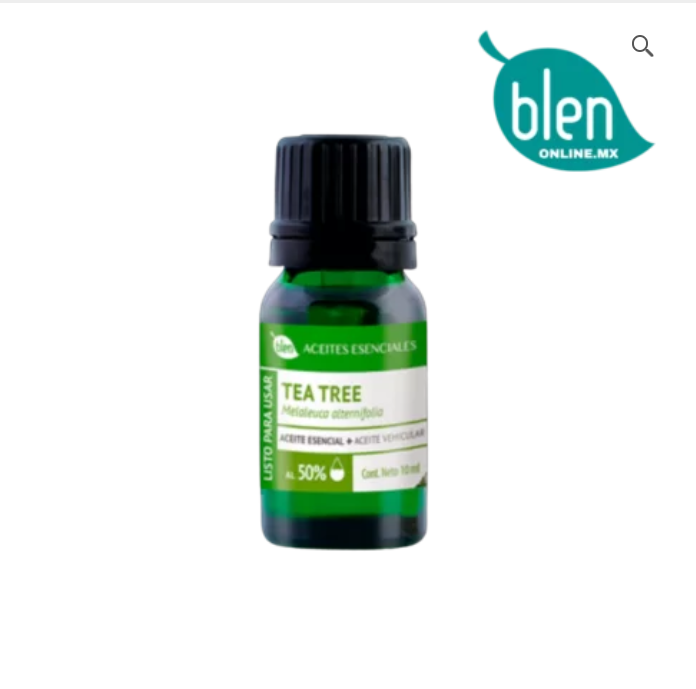 blen
ONLINE.MX
blen ACEITES ESENCIALES
LISTO PARA USAR
TEA TREE
Melaleuca alternifolia
ACEITE ESENCIAL + ACEITE VEHICULAR
AL 50%
Cont. Neto 10 ml